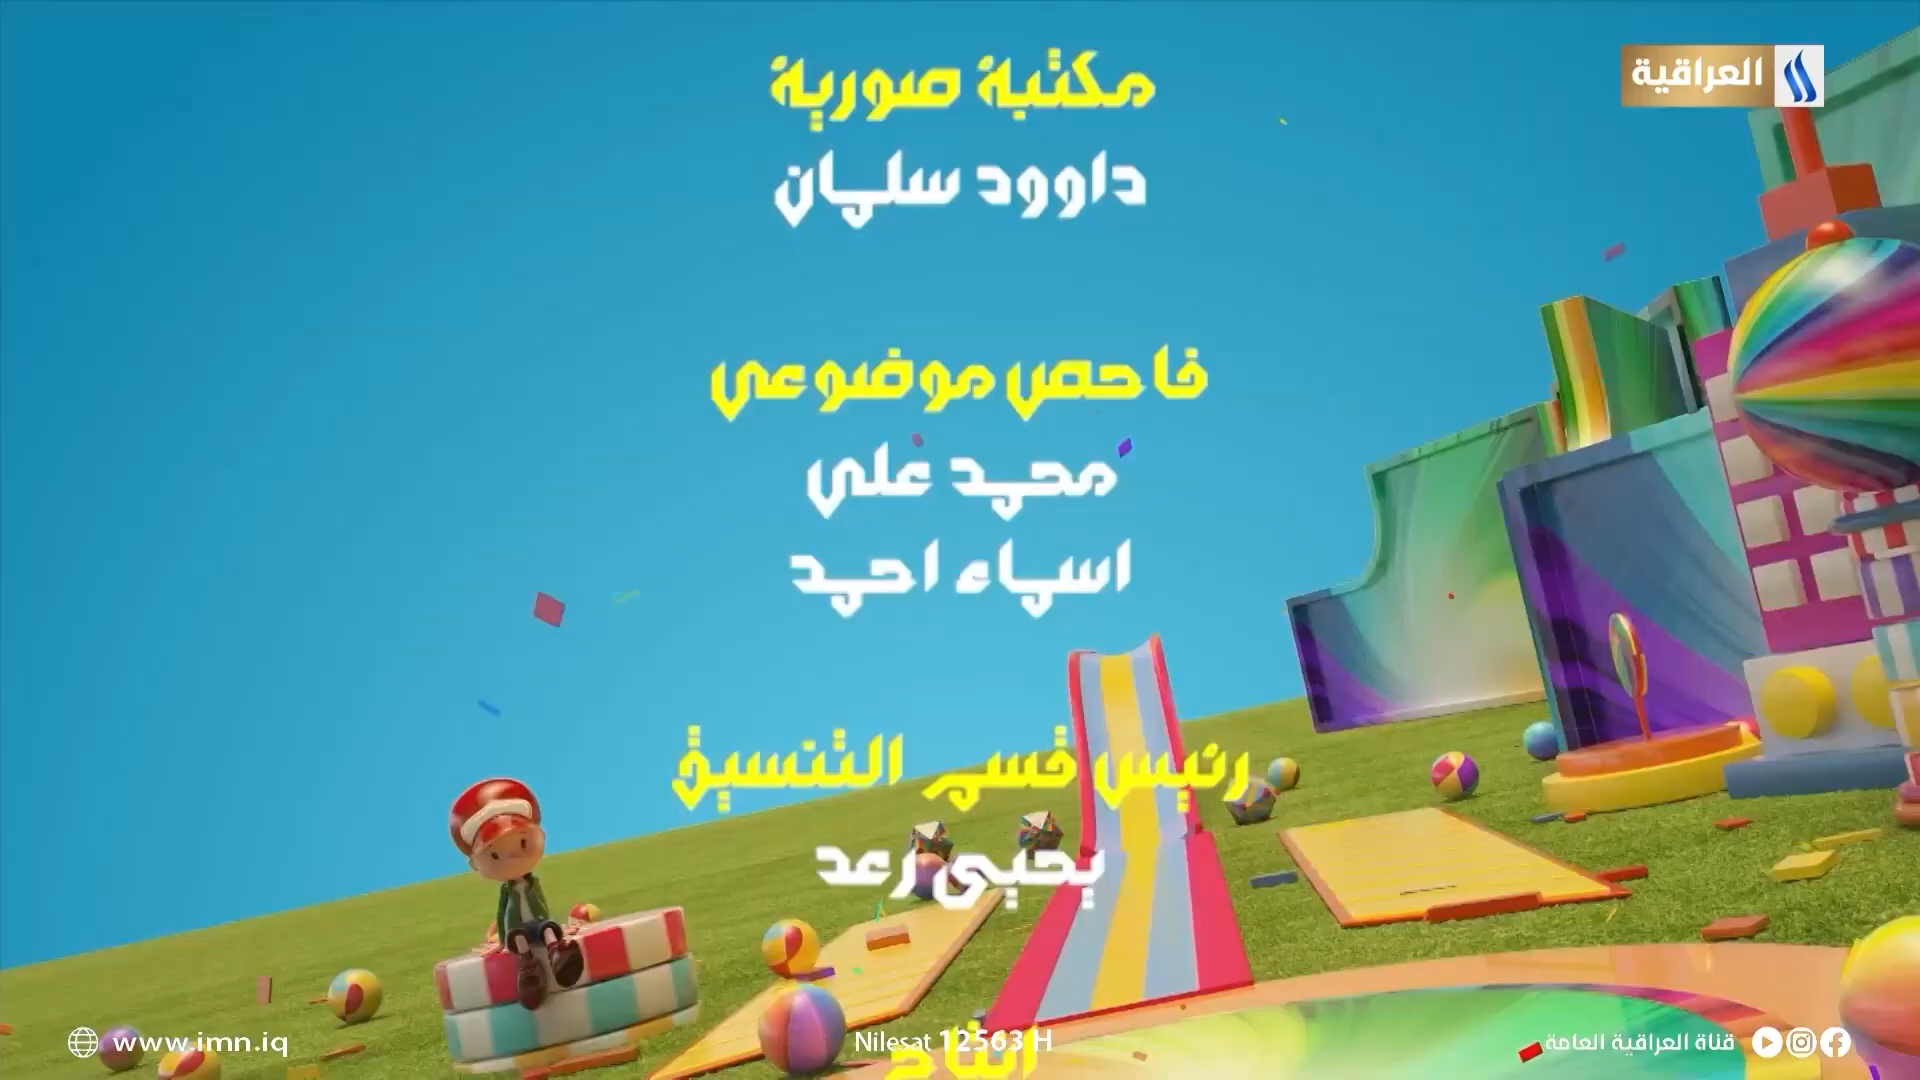 العراقية
مكتبة صورية
داوود سلمان
فاحص موضوعي
محمد علي
اسماء احمد
رئيس قسم التنسيق
يحيى رعد
انتاج
www.imn.iq
Nilesat 12563 H
قناة العراقية العامة